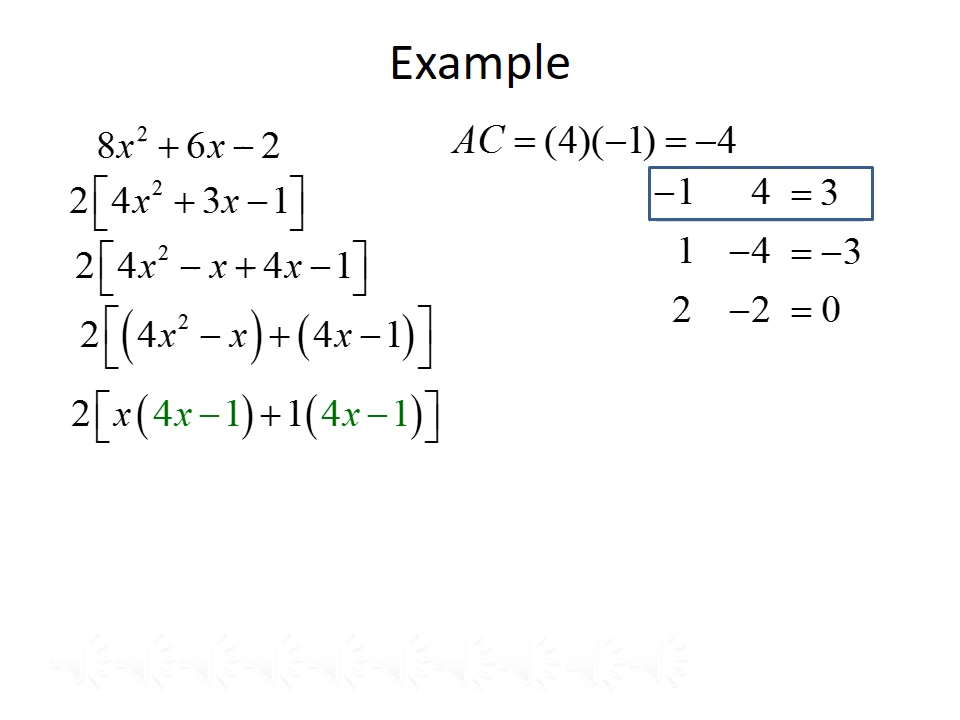 Example
8x² + 6x − 2
2[4x² + 3x − 1]
2[4x² − x + 4x − 1]
2[(4x² − x) + (4x − 1)]
2[x(4x − 1) + 1(4x − 1)]
AC = (4)(−1) = −4
−1 4 = 3
1 −4 = −3
2 −2 = 0